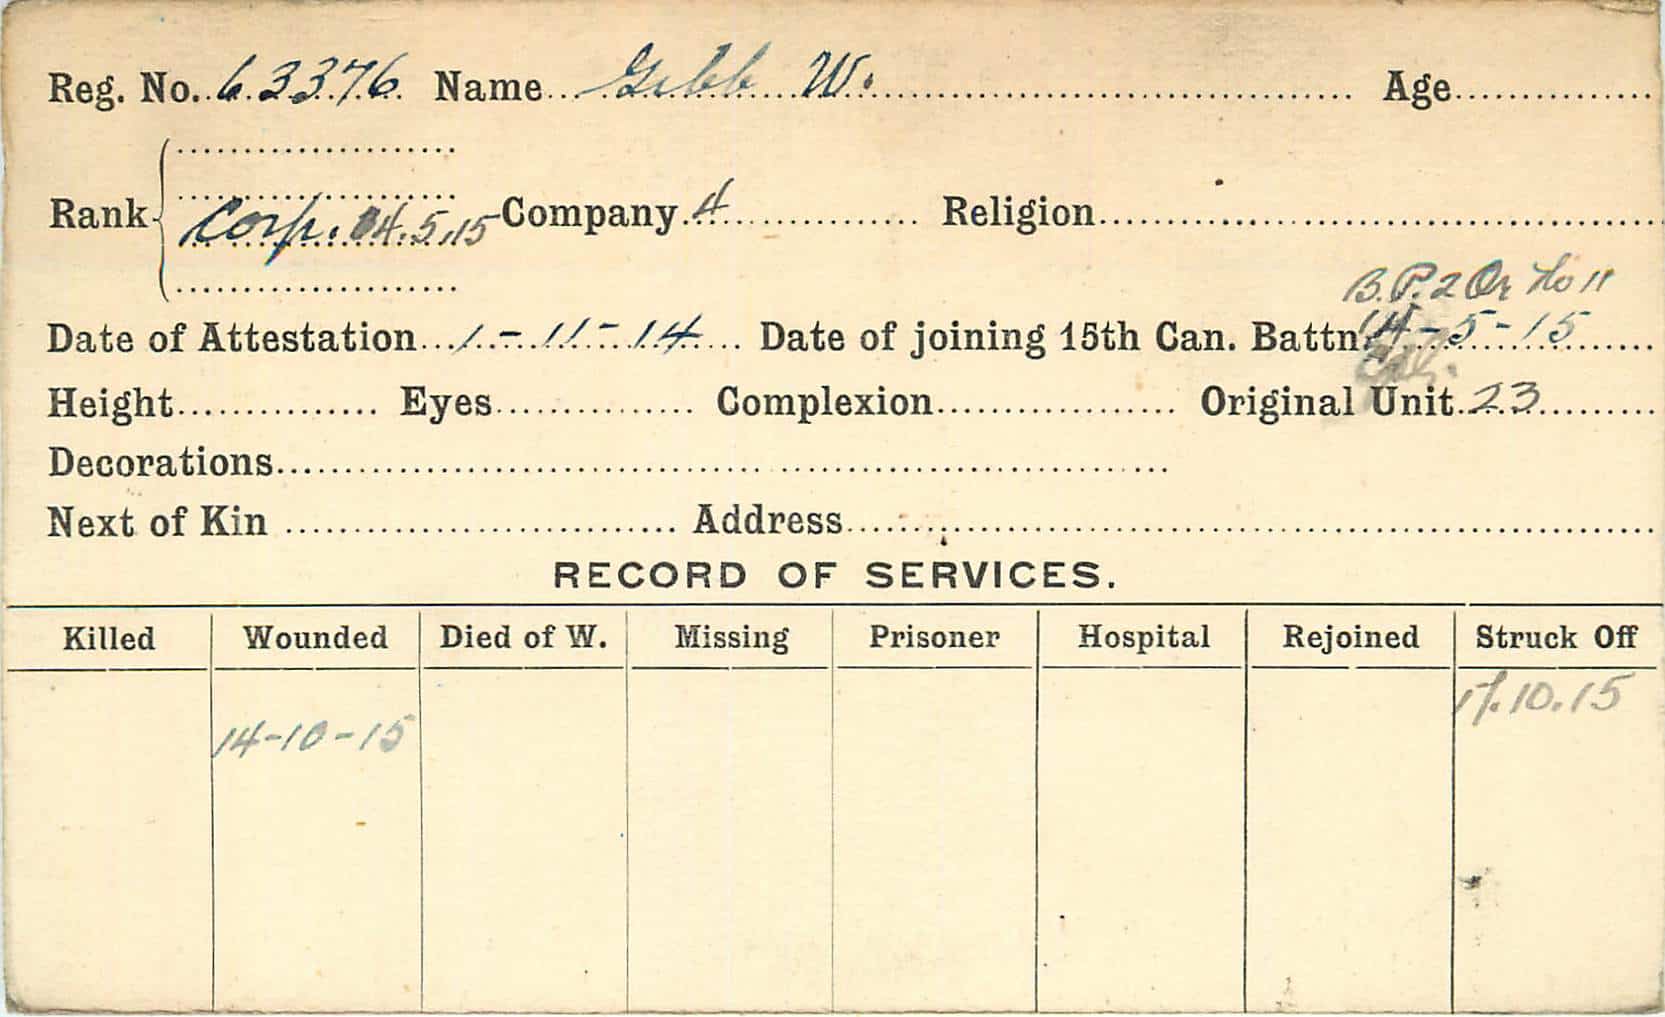 Reg. No. 63376 Name Gibb W. Age
Rank Corp. 14.5.15 Company 4 Religion
B.P. 2 Or No 11
Date of Attestation 1-11-14 Date of joining 15th Can. Battn. 14-5-15
Height Eyes Complexion Original Unit 23
Decorations
Next of Kin Address
RECORD OF SERVICES.
Killed Wounded Died of W. Missing Prisoner Hospital Rejoined Struck Off
17.10.15
14-10-15